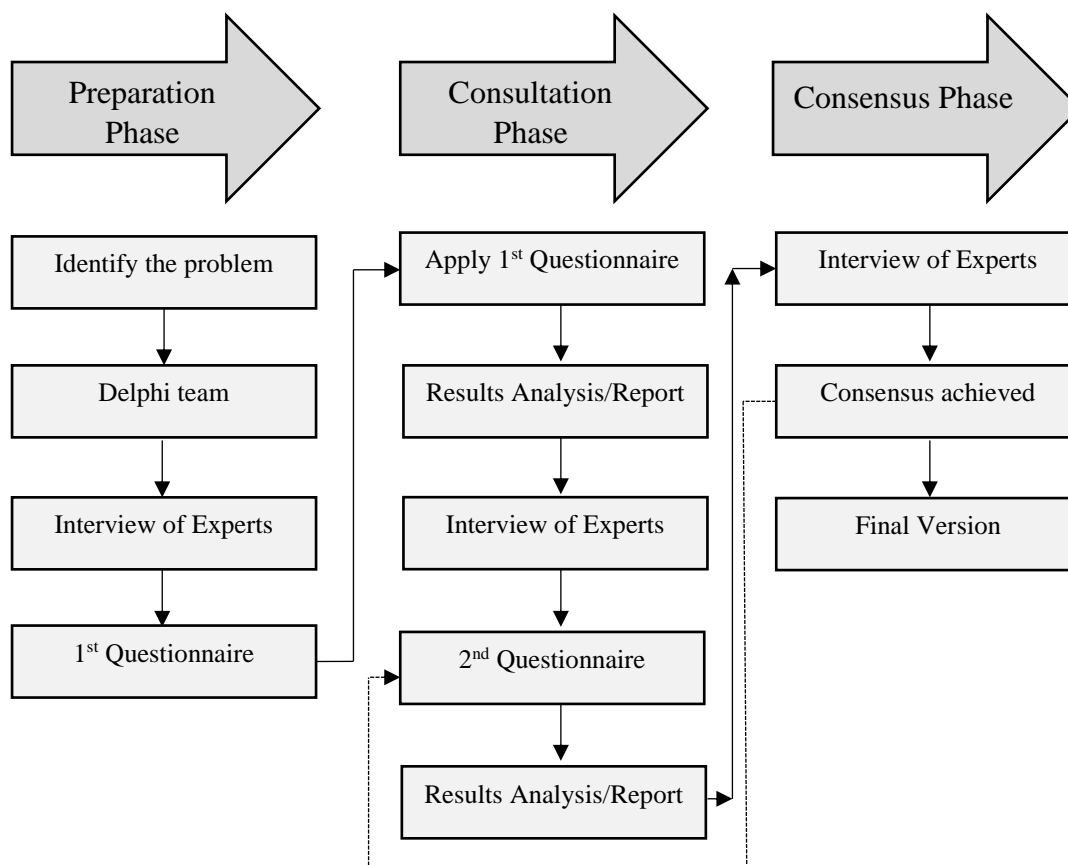 Preparation
Phase
Consultation
Phase
Consensus Phase
Identify the problem
Delphi team
Interview of Experts
1st Questionnaire
Apply 1st Questionnaire
Results Analysis/Report
Interview of Experts
2nd Questionnaire
Results Analysis/Report
Interview of Experts
Consensus achieved
Final Version